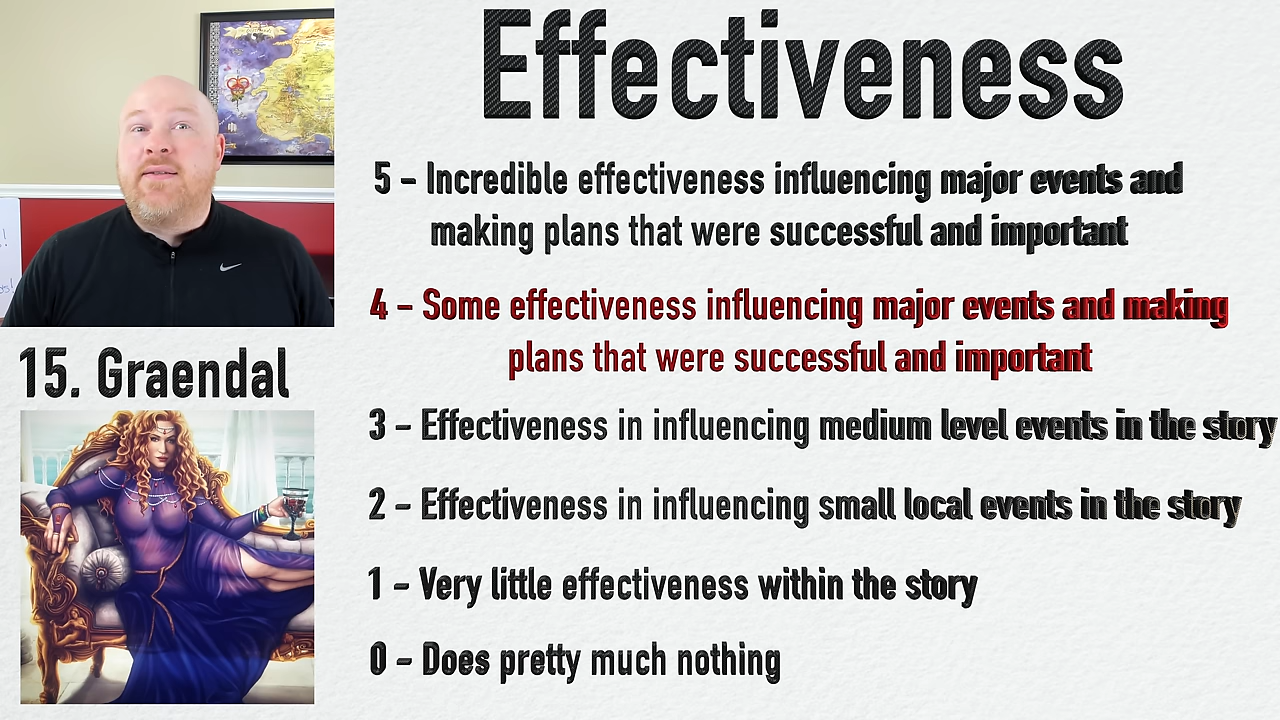 Effectiveness
5 – Incredible effectiveness influencing major events and
making plans that were successful and important
4 – Some effectiveness influencing major events and making
plans that were successful and important
15. Graendal
3 – Effectiveness in influencing medium level events in the story
2 – Effectiveness in influencing small local events in the story
1 – Very little effectiveness within the story
0 – Does pretty much nothing